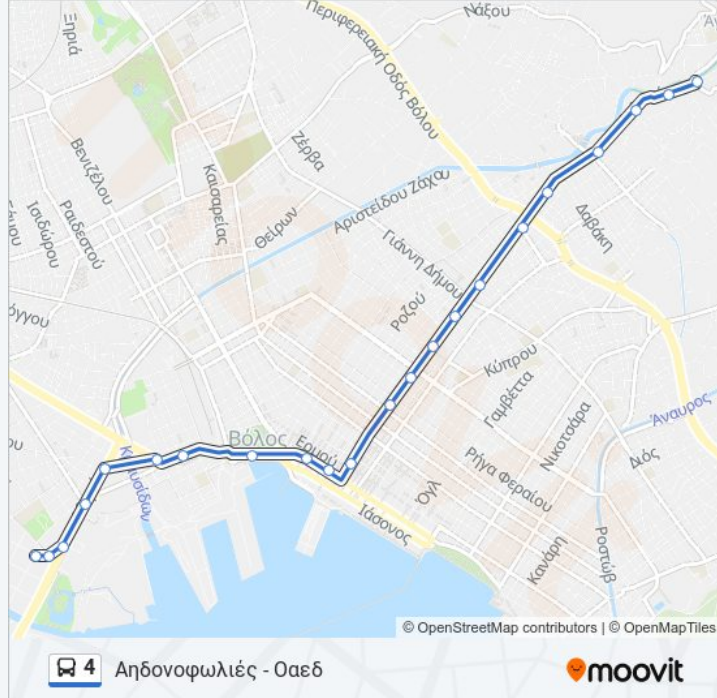 Νάξου
Περιφερειακή Οδός Βόλου
Ξηριά
Ζέρβα
Βενιζέλου
Καισαρείας
Αριστείδου Ζάχου
Ισιδώρου
Ραιδεστού
Θείρων
Δαβάκη
Γιάννη Δήμου
Ροζού
Κύπρου
Γαμβέττα
Άναυρος
Νικοτσάρα
Βόλος
Ερμού
Διός
Ρήγα Φεραίου
Όγλ
Ιάσονος
Κανάρη
Ροστώβ
© OpenStreetMap contributors | © OpenMapTiles
4 Αηδονοφωλιές - Οαεδ
moovit